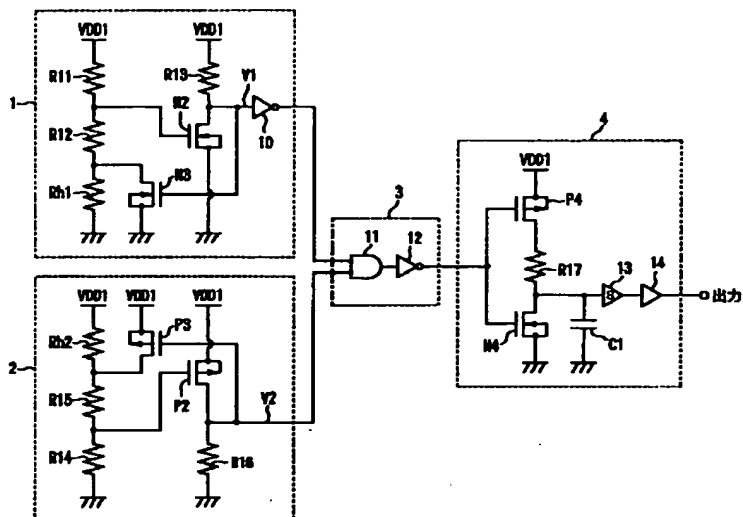 VDD1
VDD1
R11
R13
V1
N2
ID
R12
N3
Rh1
1
4
VDD1
P4
3
11
12
R17
13
14
S
出力
N4
C1
VDD1
VDD1
VDD1
Rh2
P3
2
R15
P2
V2
R14
R16